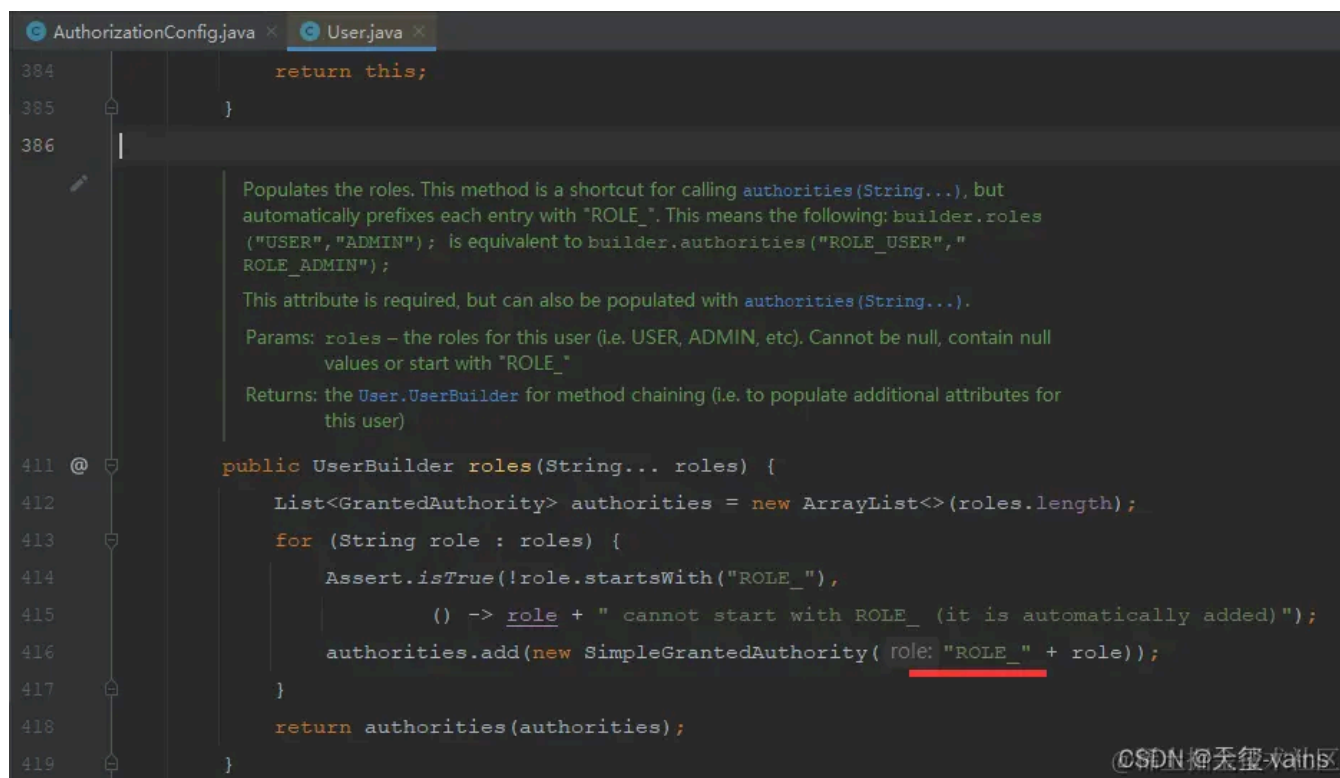 AuthorizationConfig.java × User.java ×
384 return this;
385 }
386
Populates the roles. This method is a shortcut for calling authorities(String...), but
automatically prefixes each entry with "ROLE_". This means the following: builder.roles
("USER","ADMIN"); is equivalent to builder.authorities("ROLE_USER","
ROLE_ADMIN");
This attribute is required, but can also be populated with authorities(String...).
Params: roles – the roles for this user (i.e. USER, ADMIN, etc). Cannot be null, contain null
values or start with "ROLE_"
Returns: the User.UserBuilder for method chaining (i.e. to populate additional attributes for
this user)
411 @ public UserBuilder roles(String... roles) {
412 List<GrantedAuthority> authorities = new ArrayList<>(roles.length);
413 for (String role : roles) {
414 Assert.isTrue(!role.startsWith("ROLE_"),
415 () -> role + " cannot start with ROLE_ (it is automatically added)");
416 authorities.add(new SimpleGrantedAuthority( role: "ROLE_" + role));
417 }
418 return authorities(authorities);
419 }
CSDN @天玺-vains